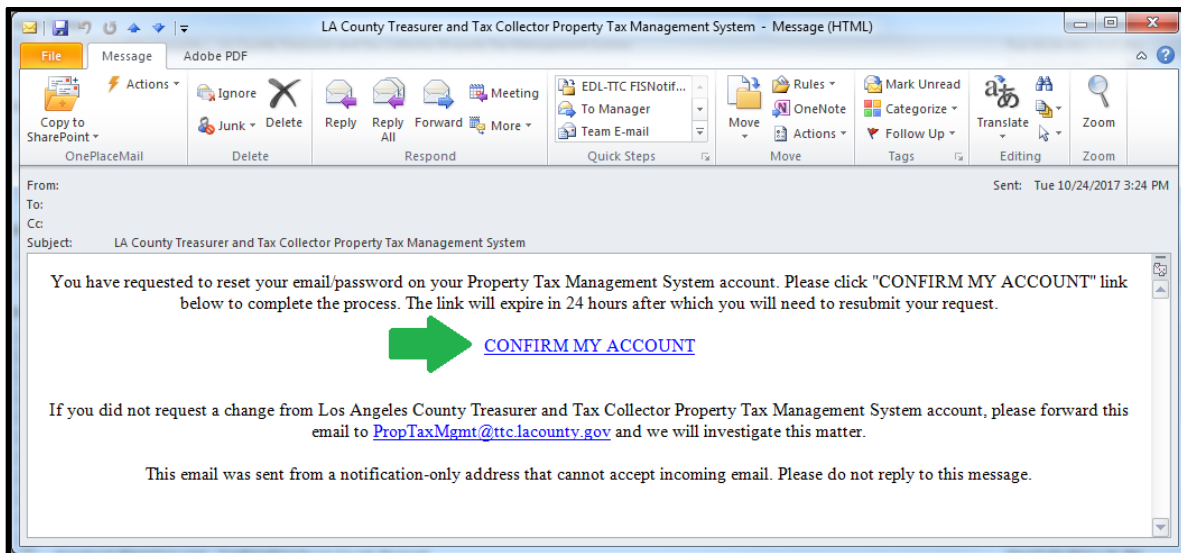 LA County Treasurer and Tax Collector Property Tax Management System - Message (HTML)
File Message Adobe PDF
Copy to SharePoint
Actions
OnePlaceMail
Ignore
Junk
Delete
Delete
Reply
Reply All
Forward
Meeting
More
Respond
EDL-TTC FISNotif...
To Manager
Team E-mail
Quick Steps
Move
Rules
OneNote
Actions
Move
Mark Unread
Categorize
Follow Up
Tags
Translate
Editing
Zoom
Zoom
From:
Sent: Tue 10/24/2017 3:24 PM
To:
Cc:
Subject: LA County Treasurer and Tax Collector Property Tax Management System
You have requested to reset your email/password on your Property Tax Management System account. Please click "CONFIRM MY ACCOUNT" link
below to complete the process. The link will expire in 24 hours after which you will need to resubmit your request.
CONFIRM MY ACCOUNT
If you did not request a change from Los Angeles County Treasurer and Tax Collector Property Tax Management System account, please forward this
email to PropTaxMgmt@ttc.lacounty.gov and we will investigate this matter.
This email was sent from a notification-only address that cannot accept incoming email. Please do not reply to this message.